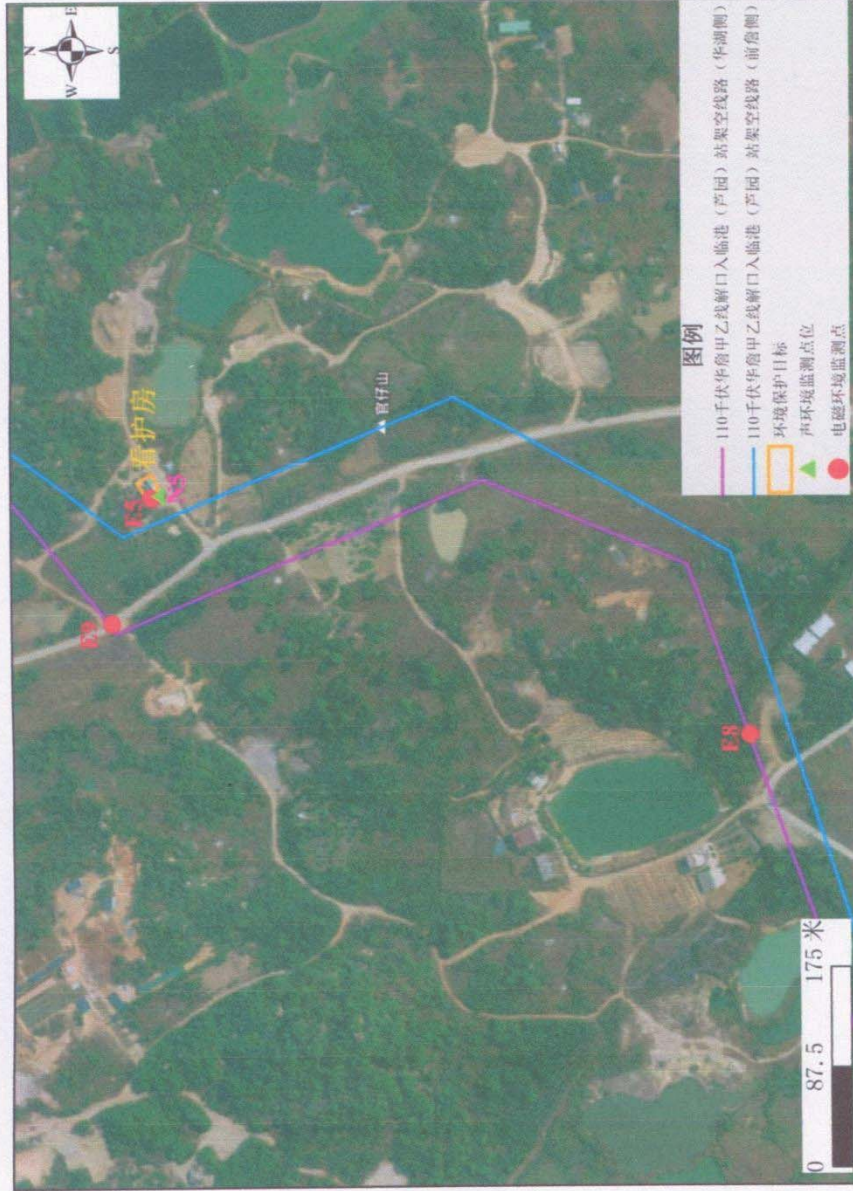 N
W
E
S
E9
E5
看护房
N5
官仔山
E8
图例
110千伏华詹甲乙线解口入临港（芦园）站架空线路（华湖侧）
110千伏华詹甲乙线解口入临港（芦园）站架空线路（前詹侧）
环境保护目标
声环境监测点位
电磁环境监测点
0 87.5 175 米